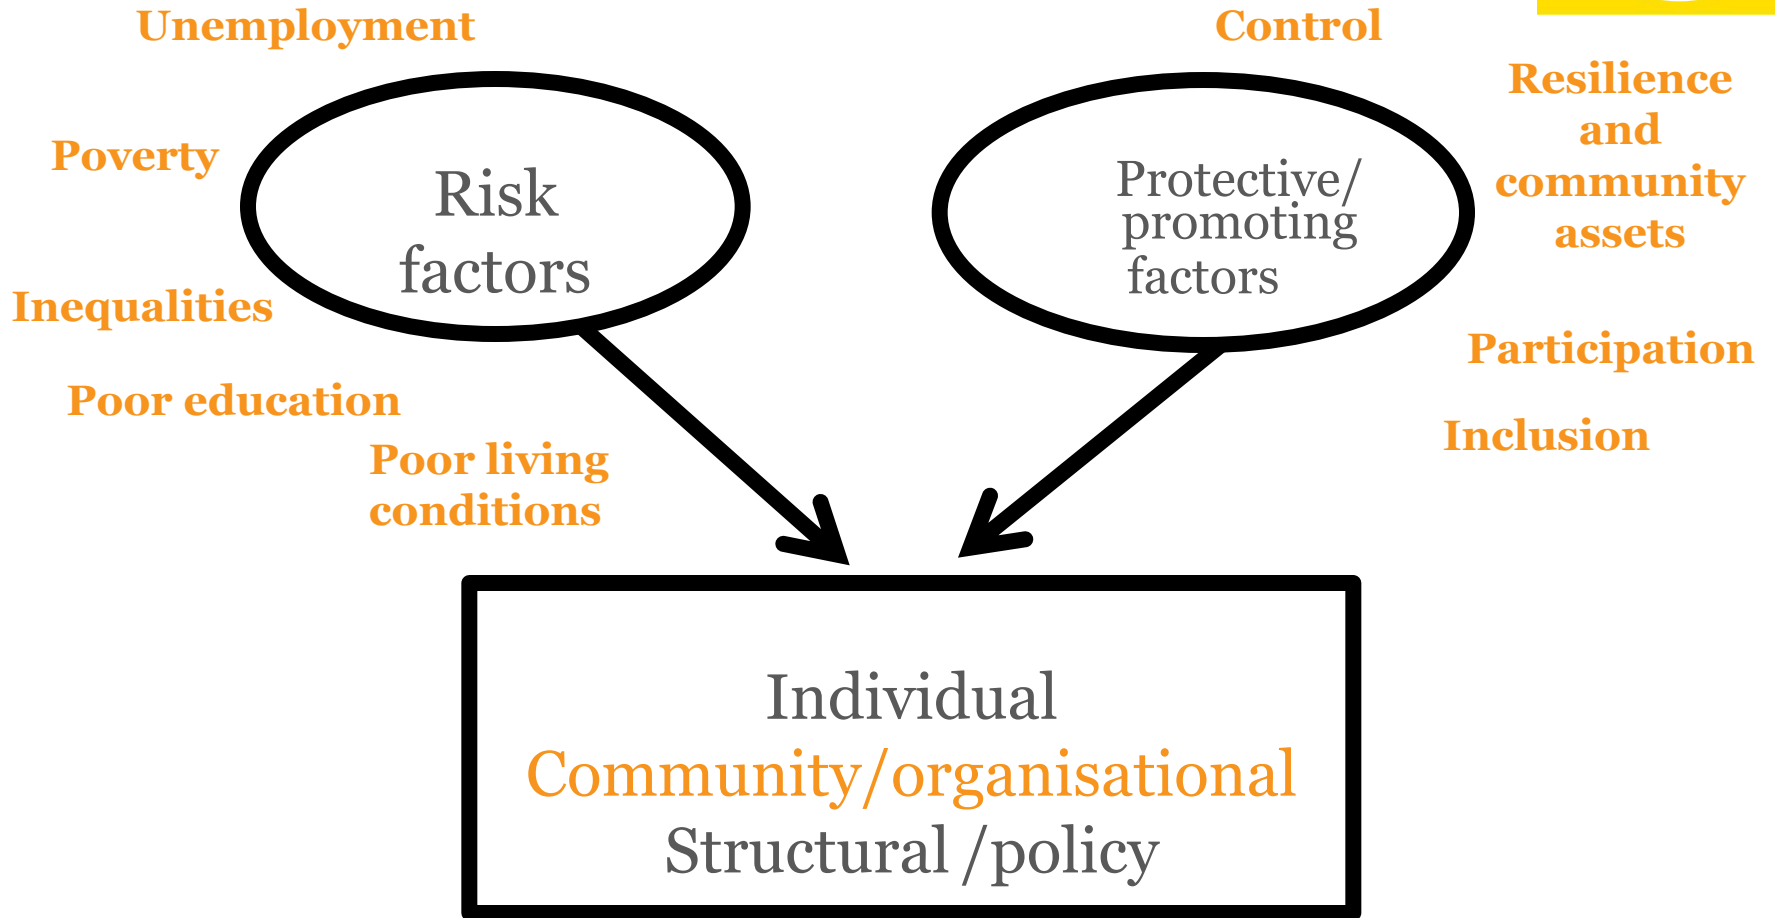 Unemployment
Control
Resilience
and
community
assets
Poverty
Risk
factors
Protective/
promoting
factors
Inequalities
Participation
Poor education
Inclusion
Poor living
conditions
Individual
Community/organisational
Structural /policy